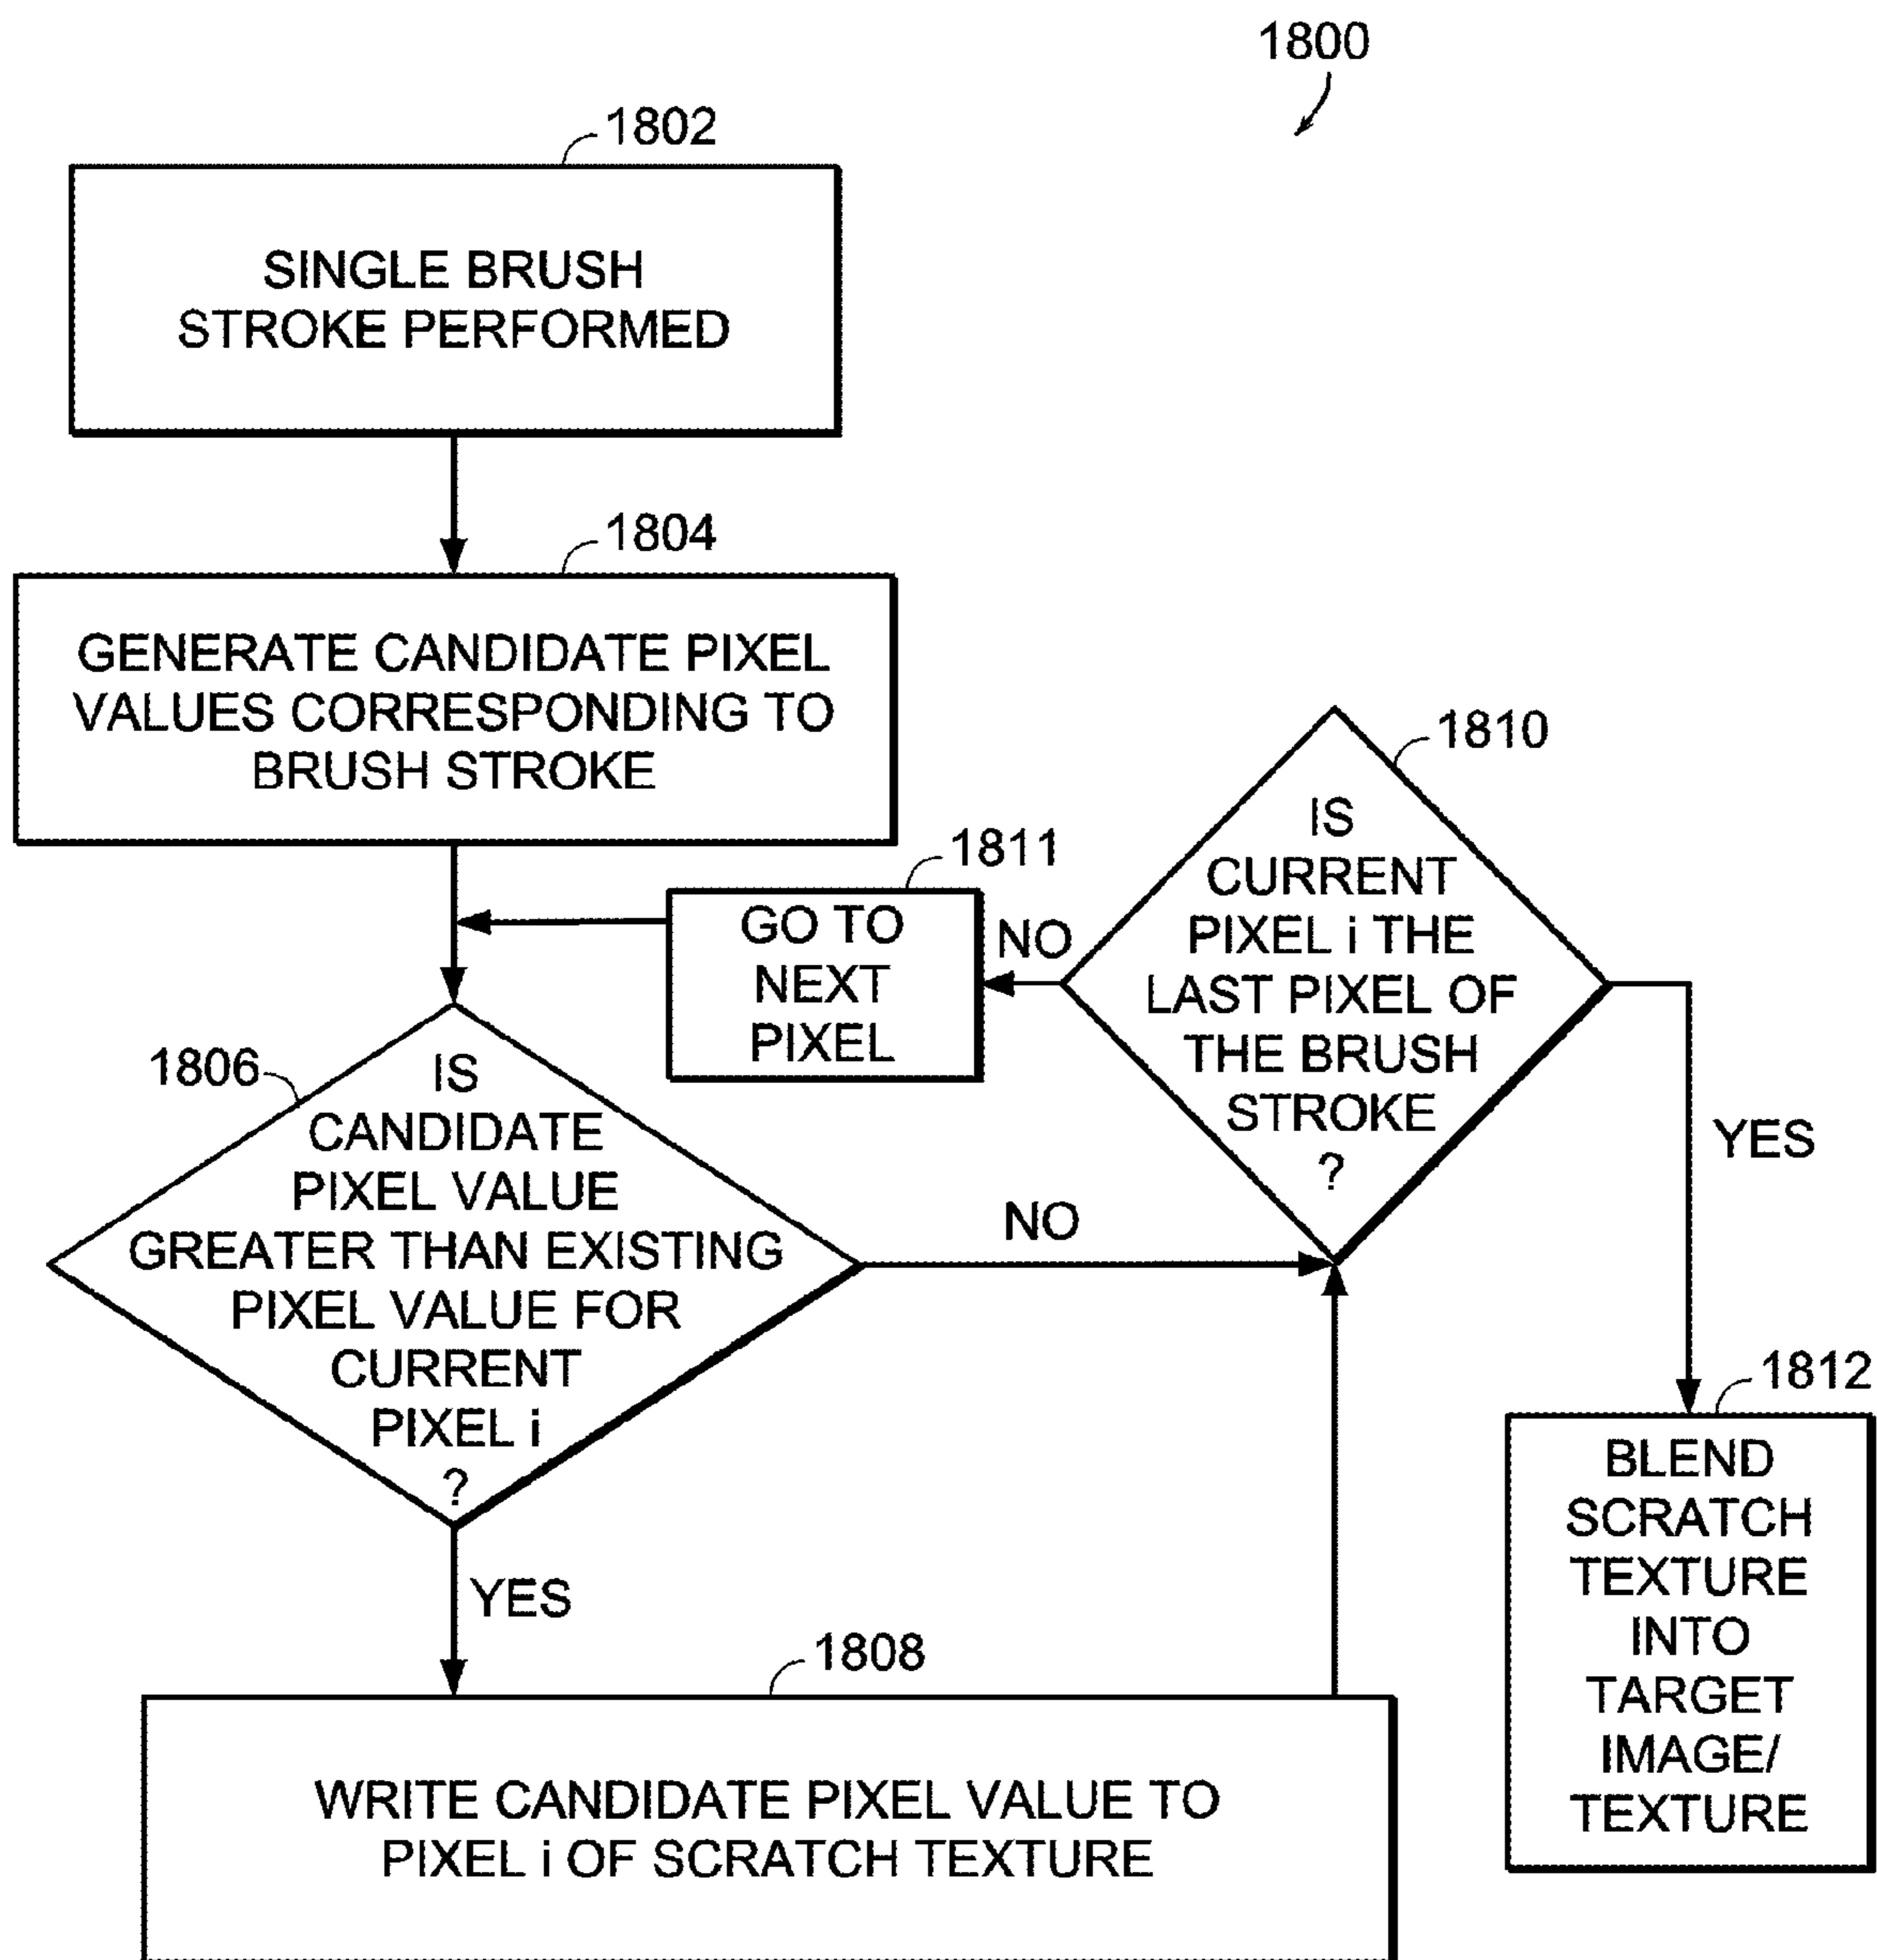 1800
1802
SINGLE BRUSH
STROKE PERFORMED
1804
GENERATE CANDIDATE PIXEL
VALUES CORRESPONDING TO
BRUSH STROKE
1811
GO TO
NEXT
PIXEL
NO
1810
IS
CURRENT
PIXEL i THE
LAST PIXEL OF
THE BRUSH
STROKE
?
YES
1806
IS
CANDIDATE
PIXEL VALUE
GREATER THAN EXISTING
PIXEL VALUE FOR
CURRENT
PIXEL i
?
NO
YES
1808
WRITE CANDIDATE PIXEL VALUE TO
PIXEL i OF SCRATCH TEXTURE
1812
BLEND
SCRATCH
TEXTURE
INTO
TARGET
IMAGE/
TEXTURE